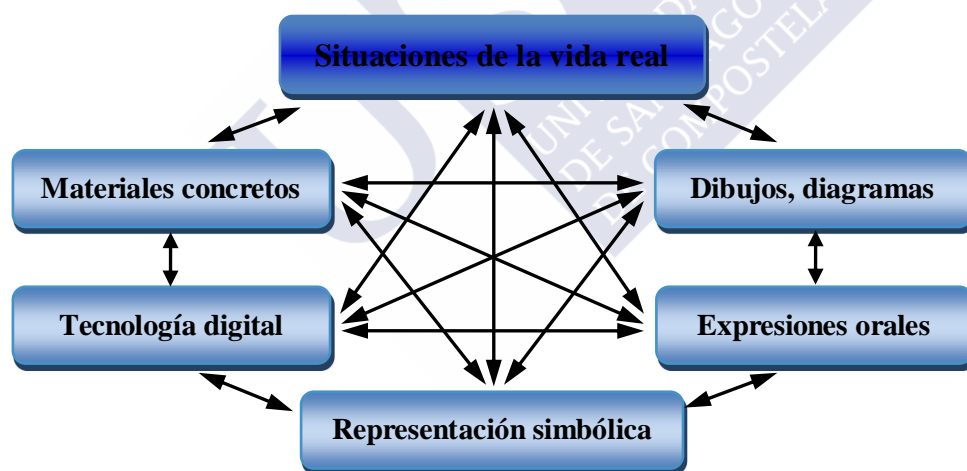 Situaciones de la vida real
Materiales concretos
Dibujos, diagramas
Tecnología digital
Expresiones orales
Representación simbólica